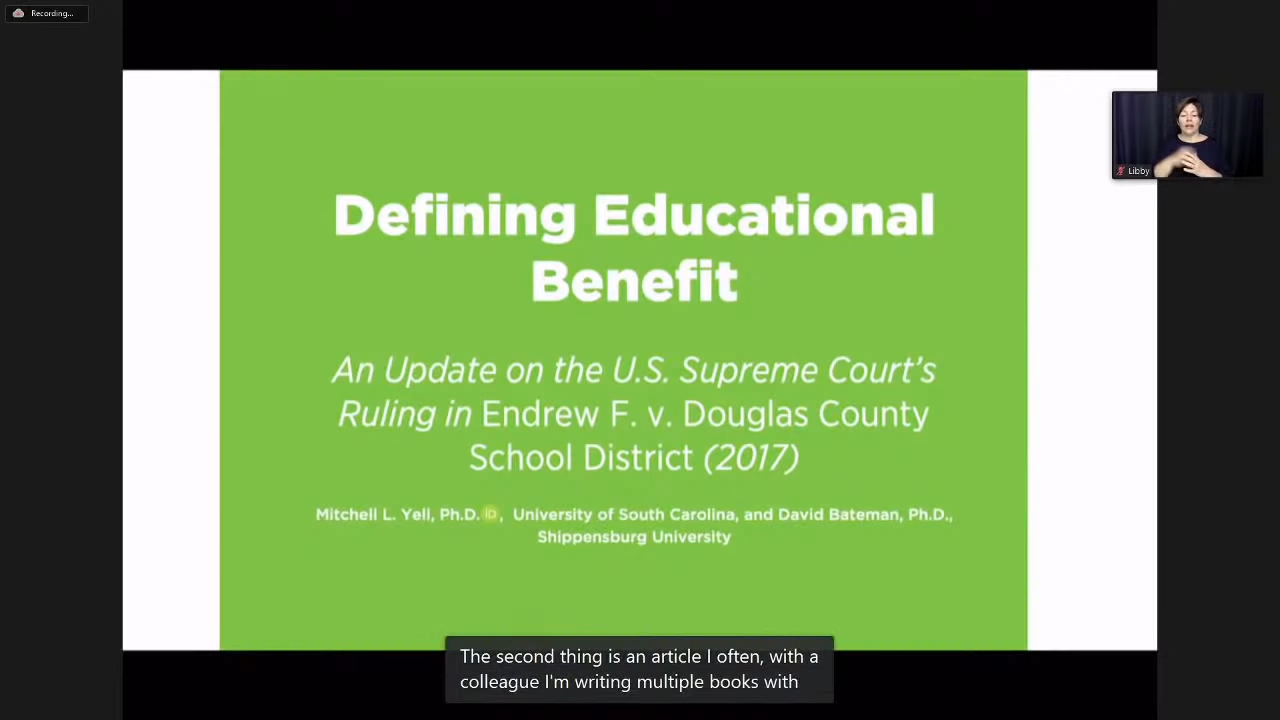 Recording...
Defining Educational
Benefit
An Update on the U.S. Supreme Court's
Ruling in Endrew F. v. Douglas County
School District (2017)
Mitchell L. Yell, Ph.D. iD, University of South Carolina, and David Bateman, Ph.D.,
Shippensburg University
Libby
The second thing is an article I often, with a
colleague I'm writing multiple books with